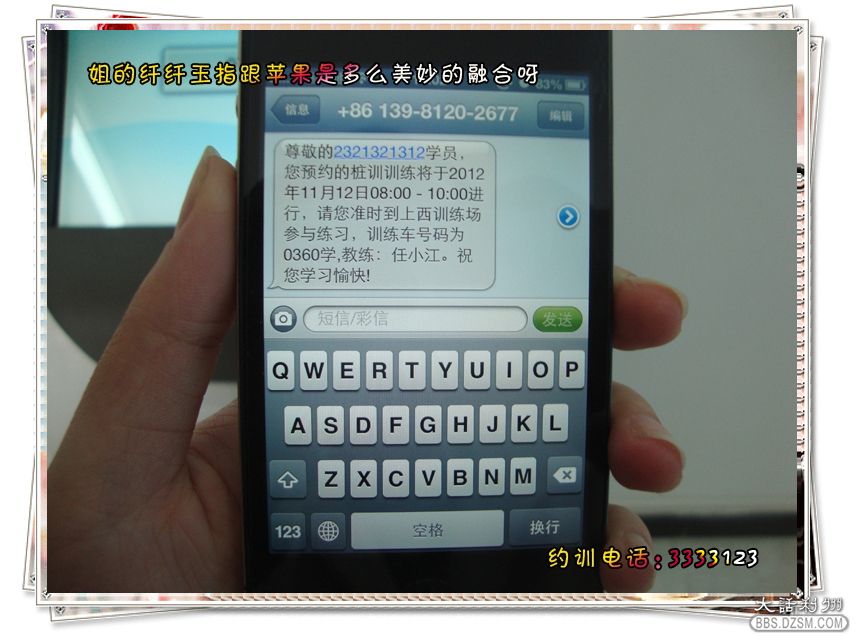 姐的纤纤玉指跟苹果是多么美妙的融合呀
83%
信息
+86 139-8120-2677
编辑
尊敬的2321321312学员，
您预约的桩训训练将于2012
年11月12日08:00 - 10:00进
行，请您准时到上西训练场
参与练习，训练车号码为
0360学,教练：任小江。祝
您学习愉快!
短信/彩信
发送
Q W E R T Y U I O P
A S D F G H J K L
Z X C V B N M
123
空格
换行
约训电话:3333123
BBS.DZSM.COM